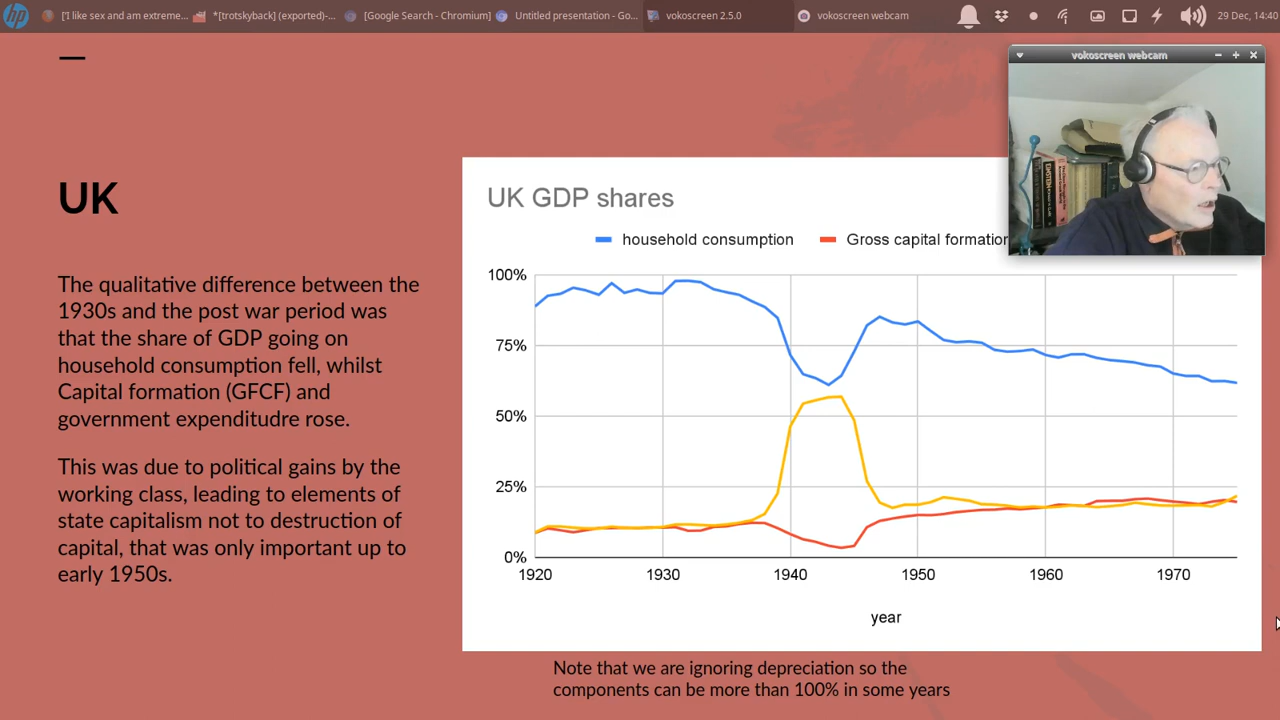 ['I like sex and am extreme...
*[trotskyback] (exported)-...
[Google Search - Chromium]
Untitled presentation - Go...
vokoscreen 2.5.0
vokoscreen webcam
29 Dec, 14:40
vokoscreen webcam
UK
The qualitative difference between the
1930s and the post war period was
that the share of GDP going on
household consumption fell, whilst
Capital formation (GFCF) and
government expenditudre rose.
This was due to political gains by the
working class, leading to elements of
state capitalism not to destruction of
capital, that was only important up to
early 1950s.
UK GDP shares
household consumption
Gross capital formation
100%
75%
50%
25%
0%
1920 1930 1940 1950 1960 1970
year
Note that we are ignoring depreciation so the
components can be more than 100% in some years